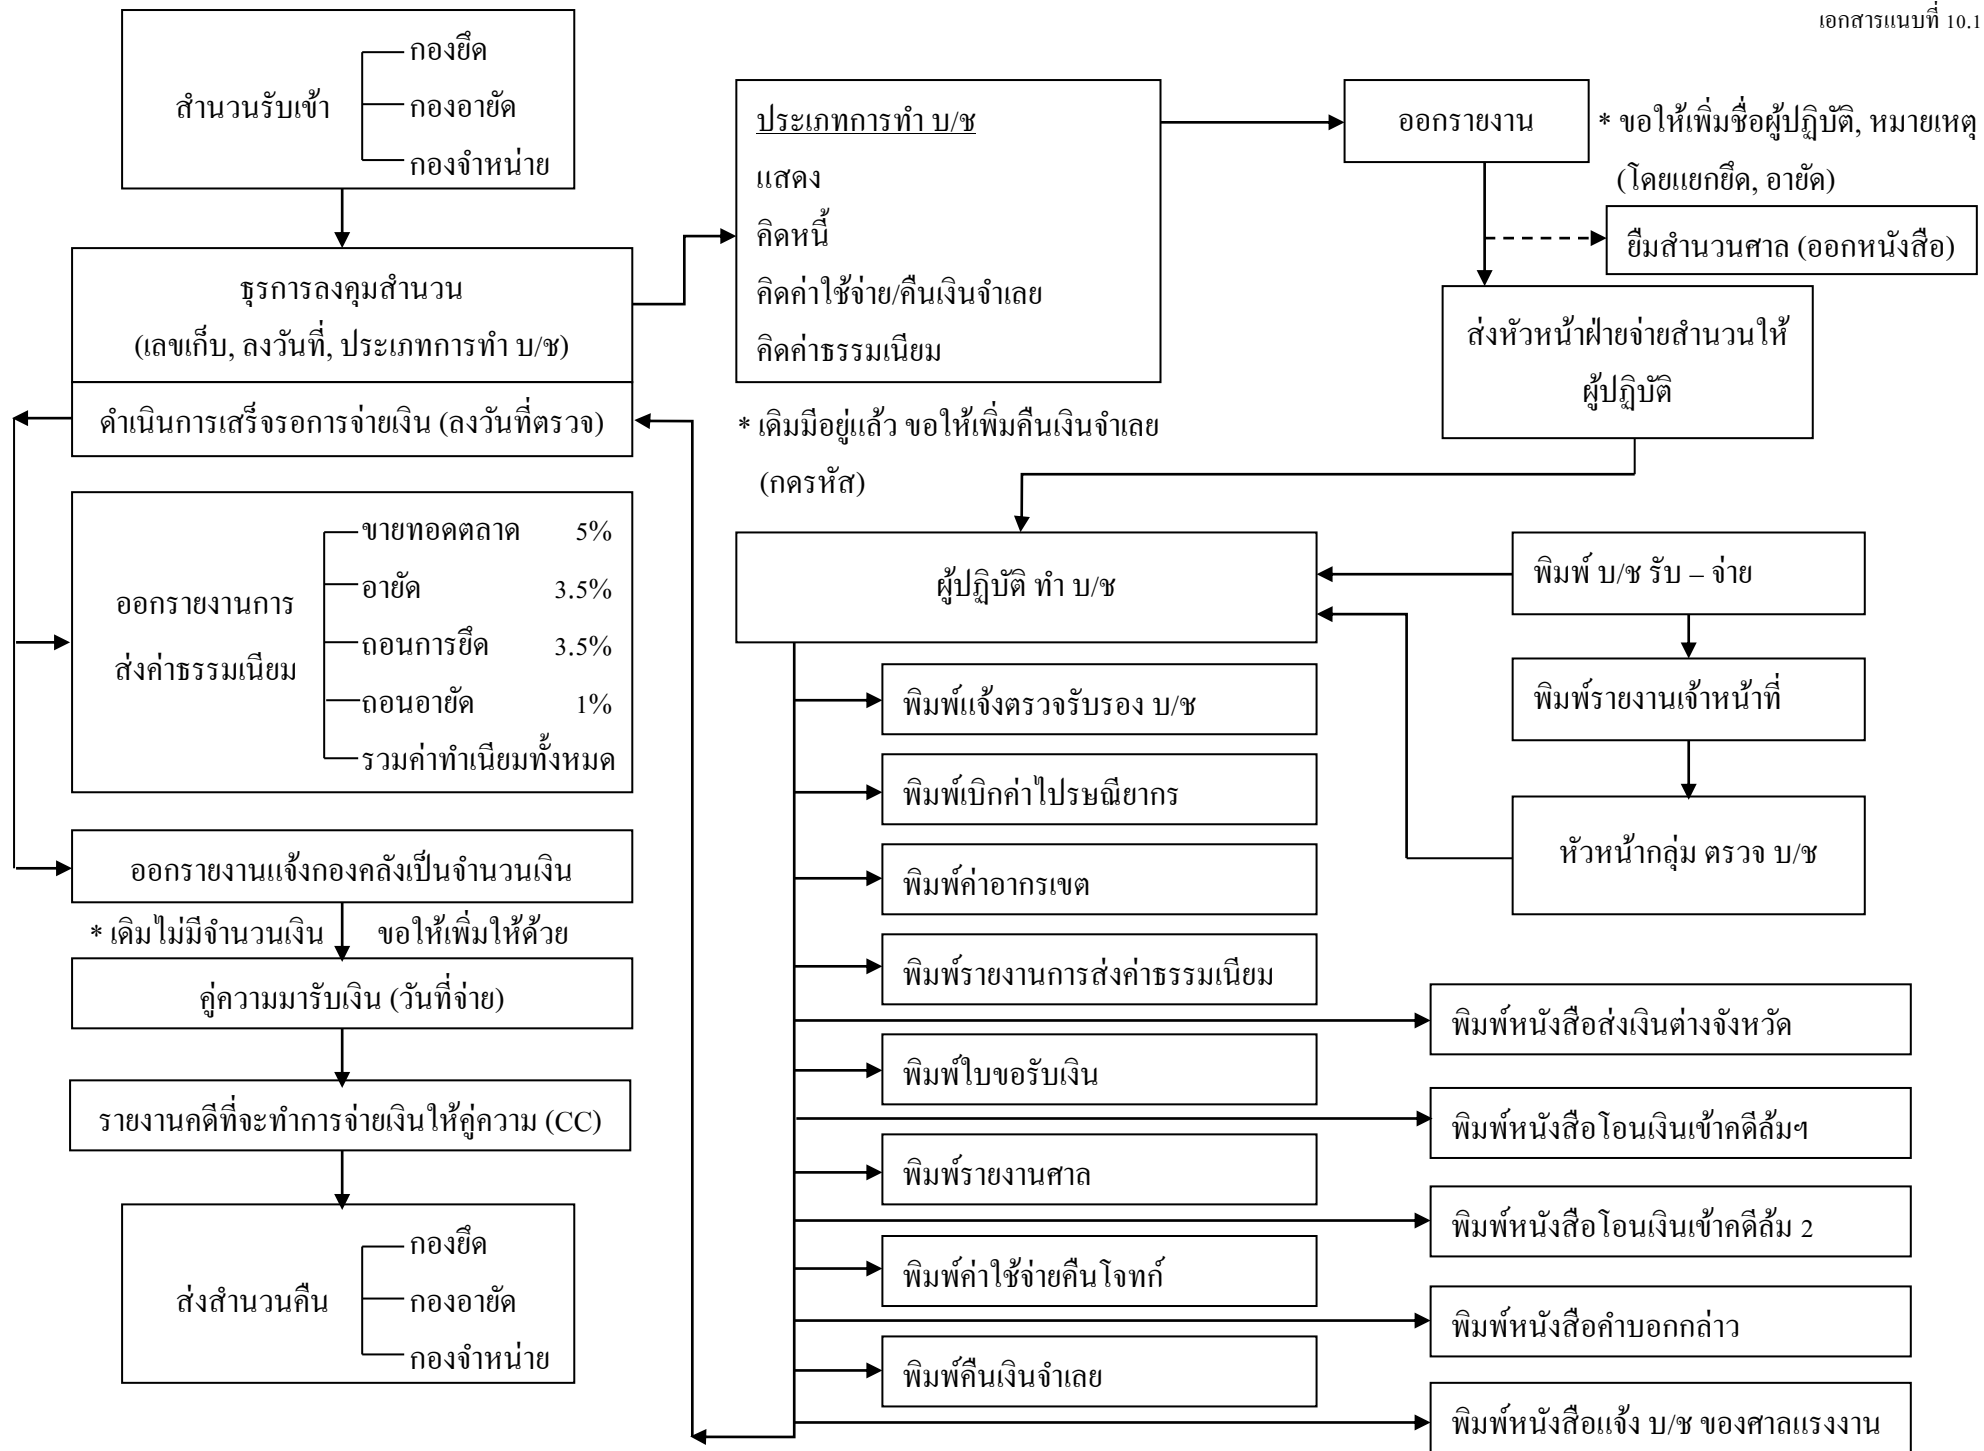 เอกสารแนบที่ 10.1
สำนวนรับเข้า
กองยึด
กองอายัด
กองจำหน่าย
ธุรการลงคุมสำนวน
(เลขเก็บ, ลงวันที่, ประเภทการทำ บ/ช)
ดำเนินการเสร็จรอการจ่ายเงิน (ลงวันที่ตรวจ)
ประเภทการทำ บ/ช
แสดง
คิดหนี้
คิดค่าใช้จ่าย/คืนเงินจำเลย
คิดค่าธรรมเนียม
* เดิมมีอยู่แล้ว ขอให้เพิ่มคืนเงินจำเลย
(กดรหัส)
ออกรายงาน
* ขอให้เพิ่มชื่อผู้ปฏิบัติ, หมายเหตุ
(โดยแยกยึด, อายัด)
ยืมสำนวนศาล (ออกหนังสือ)
ส่งหัวหน้าฝ่ายจ่ายสำนวนให้
ผู้ปฏิบัติ
ออกรายงานการ
ส่งค่าธรรมเนียม
ขายทอดตลาด 5%
อายัด 3.5%
ถอนการยึด 3.5%
ถอนอายัด 1%
รวมค่าทำเนียมทั้งหมด
ออกรายงานแจ้งกองคลังเป็นจำนวนเงิน
* เดิมไม่มีจำนวนเงิน ขอให้เพิ่มให้ด้วย
คู่ความมารับเงิน (วันที่จ่าย)
รายงานคดีที่จะทำการจ่ายเงินให้คู่ความ (CC)
ส่งสำนวนคืน
กองยึด
กองอายัด
กองจำหน่าย
ผู้ปฏิบัติ ทำ บ/ช
พิมพ์ บ/ช รับ – จ่าย
พิมพ์รายงานเจ้าหน้าที่
หัวหน้ากลุ่ม ตรวจ บ/ช
พิมพ์แจ้งตรวจรับรอง บ/ช
พิมพ์เบิกค่าไปรษณียากร
พิมพ์ค่าอากรเขต
พิมพ์รายงานการส่งค่าธรรมเนียม
พิมพ์หนังสือส่งเงินต่างจังหวัด
พิมพ์ใบขอรับเงิน
พิมพ์หนังสือโอนเงินเข้าคดีล้มฯ
พิมพ์รายงานศาล
พิมพ์หนังสือโอนเงินเข้าคดีล้ม 2
พิมพ์ค่าใช้จ่ายคืนโจทก์
พิมพ์หนังสือคำบอกกล่าว
พิมพ์คืนเงินจำเลย
พิมพ์หนังสือแจ้ง บ/ช ของศาลแรงงาน